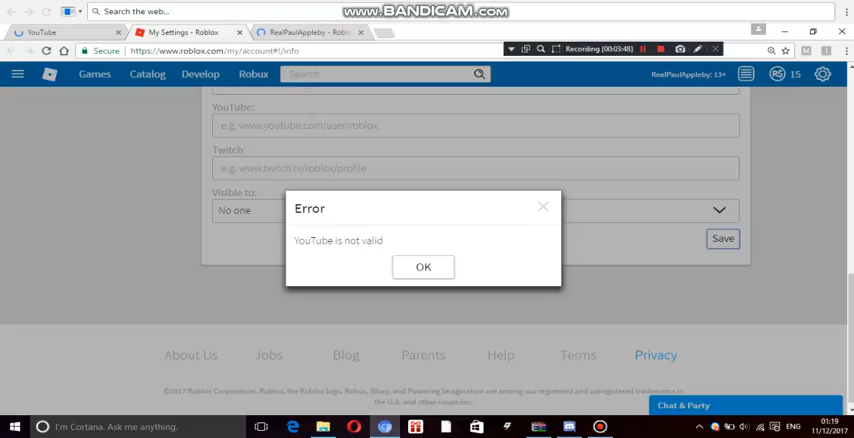 Search the web...
www.BANDICAM.com
YouTube
My Settings - Roblox
RealPaulAppleby - Roblo
Secure
https://www.roblox.com/my/account#!/info
Recording [00:03:48]
Games
Catalog
Develop
Robux
Search
RealPaulAppleby: 13+
R$ 15
YouTube:
e.g. www.youtube.com/user/roblox
Twitch:
e.g. www.twitch.tv/roblox/profile
Visible to:
No one
Save
Error
YouTube is not valid
OK
About Us
Jobs
Blog
Parents
Help
Terms
Privacy
©2017 Roblox Corporation. Roblox, the Roblox logo, Robux, Bloxy, and Powering Imagination are among our registered and unregistered trademarks in
the U.S. and other countries.
Chat & Party
I'm Cortana. Ask me anything.
ENG
01:19
11/12/2017